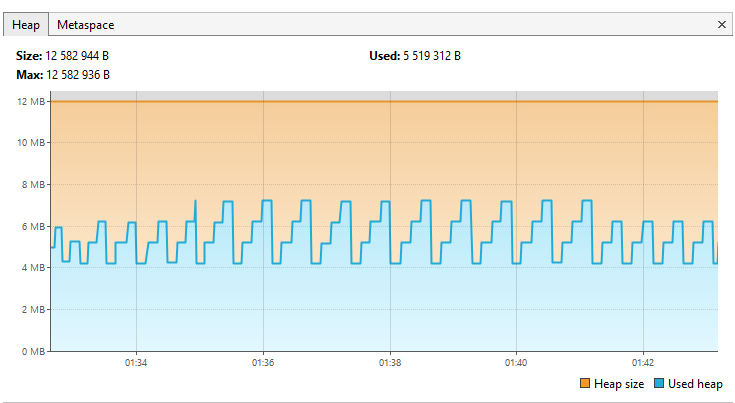 Heap Metaspace ×
Size: 12 582 944 B Used: 5 519 312 B
Max: 12 582 936 B
12 MB
10 MB
8 MB
6 MB
4 MB
2 MB
0 MB
01:34 01:36 01:38 01:40 01:42
Heap size Used heap